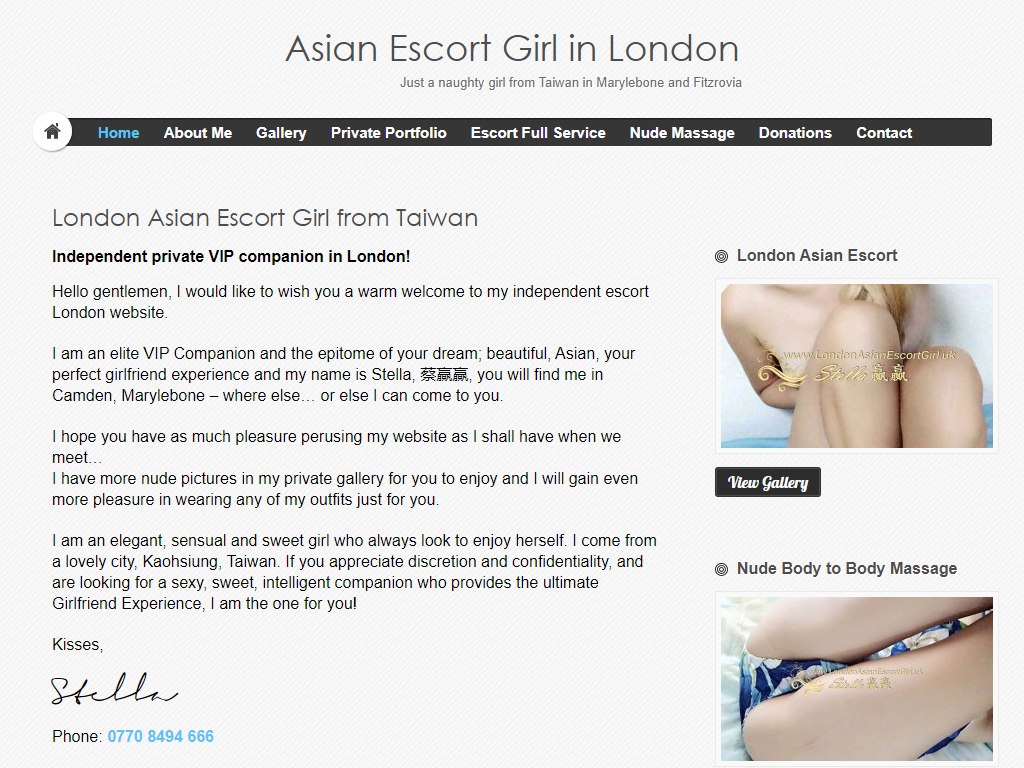 Asian Escort Girl in London
Just a naughty girl from Taiwan in Marylebone and Fitzrovia
Home About Me Gallery Private Portfolio Escort Full Service Nude Massage Donations Contact
London Asian Escort Girl from Taiwan
Independent private VIP companion in London!
Hello gentlemen, I would like to wish you a warm welcome to my independent escort
London website.
I am an elite VIP Companion and the epitome of your dream; beautiful, Asian, your
perfect girlfriend experience and my name is Stella, 蔡赢赢, you will find me in
Camden, Marylebone – where else… or else I can come to you.
I hope you have as much pleasure perusing my website as I shall have when we
meet…
I have more nude pictures in my private gallery for you to enjoy and I will gain even
more pleasure in wearing any of my outfits just for you.
I am an elegant, sensual and sweet girl who always look to enjoy herself. I come from
a lovely city, Kaohsiung, Taiwan. If you appreciate discretion and confidentiality, and
are looking for a sexy, sweet, intelligent companion who provides the ultimate
Girlfriend Experience, I am the one for you!
Kisses,
Stella
Phone: 0770 8494 666
London Asian Escort
www.LondonAsianEscortGirl.uk
Stella 赢赢
View Gallery
Nude Body to Body Massage
www.LondonAsianEscortGirl.uk
Stella 赢赢